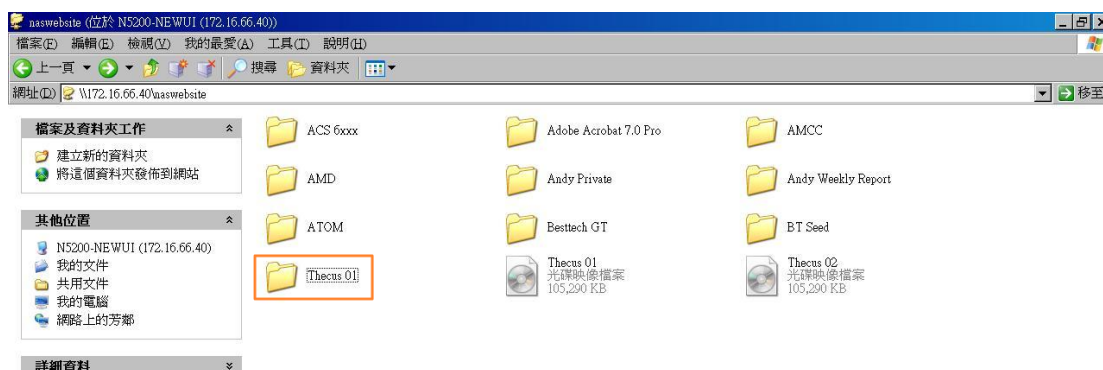 naswebsite (位於 N5200-NEWUI (172.16.66.40))
檔案(F) 編輯(E) 檢視(V) 我的最愛(A) 工具(T) 說明(H)
上一頁 搜尋 資料夾
網址(D) \\172.16.66.40\naswebsite 移至
檔案及資料夾工作
建立新的資料夾
將這個資料夾發佈到網站
其他位置
N5200-NEWUI (172.16.66.40)
我的文件
共用文件
我的電腦
網路上的芳鄰
詳細資料
ACS 6xxx
Adobe Acrobat 7.0 Pro
AMCC
AMD
Andy Private
Andy Weekly Report
ATOM
Besttech GT
BT Seed
Thecus 01
Thecus 01
光碟映像檔案
105,290 KB
Thecus 02
光碟映像檔案
105,290 KB